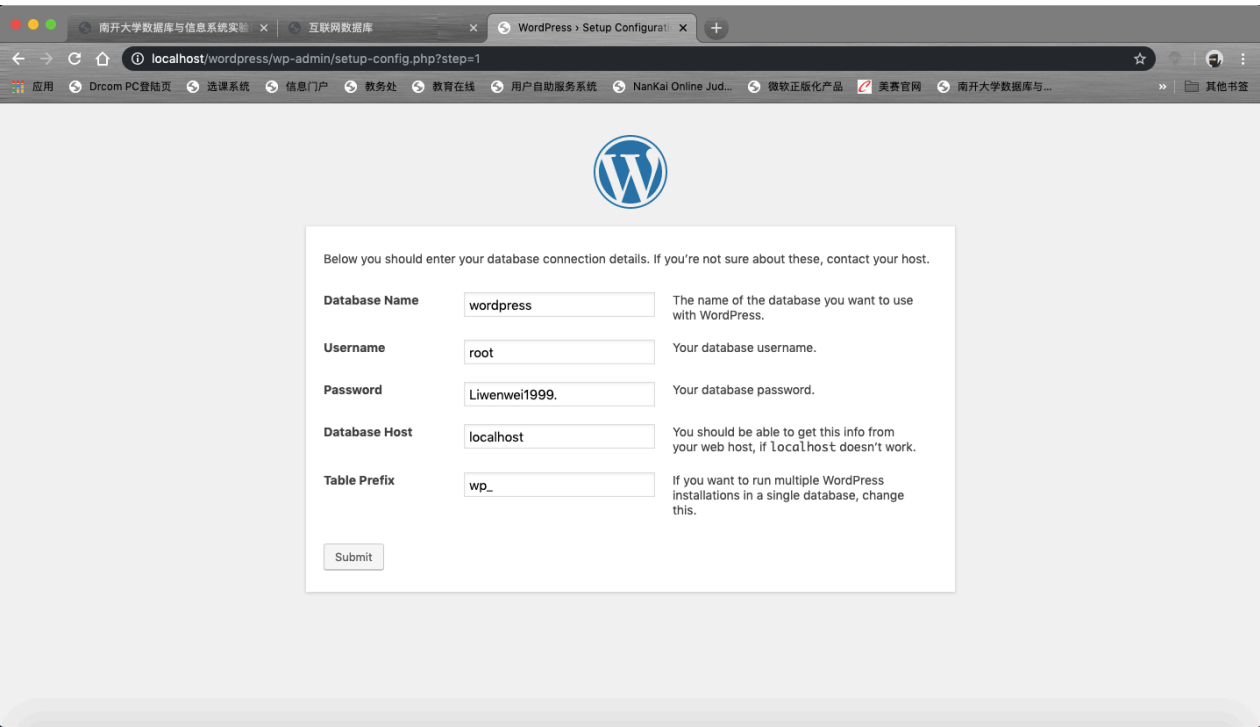 南开大学数据库与信息系统实验
互联网数据库
WordPress › Setup Configurati
localhost/wordpress/wp-admin/setup-config.php?step=1
应用
Drcom PC登陆页
选课系统
信息门户
教务处
教育在线
用户自助服务系统
NanKai Online Jud...
微软正版化产品
美赛官网
南开大学数据库与...
»
其他书签
Below you should enter your database connection details. If you’re not sure about these, contact your host.
Database Name
wordpress
The name of the database you want to use
with WordPress.
Username
root
Your database username.
Password
Liwenwei1999.
Your database password.
Database Host
localhost
You should be able to get this info from
your web host, if localhost doesn’t work.
Table Prefix
wp_
If you want to run multiple WordPress
installations in a single database, change
this.
Submit